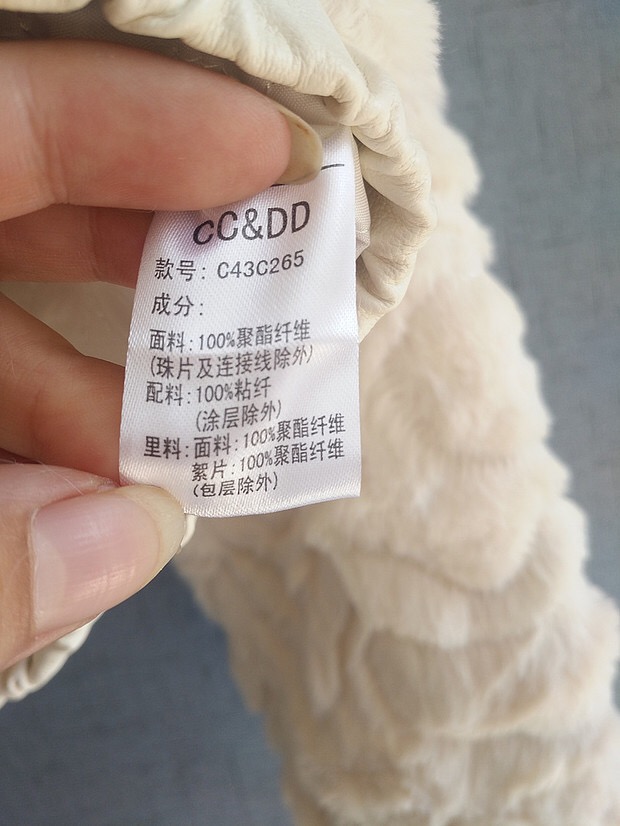 CC&DD
款号: C43C265
成分:
面料:100%聚酯纤维
(珠片及连接线除外)
配料:100%粘纤
(涂层除外)
里料:面料:100%聚酯纤维
絮片:100%聚酯纤维
(包层除外)